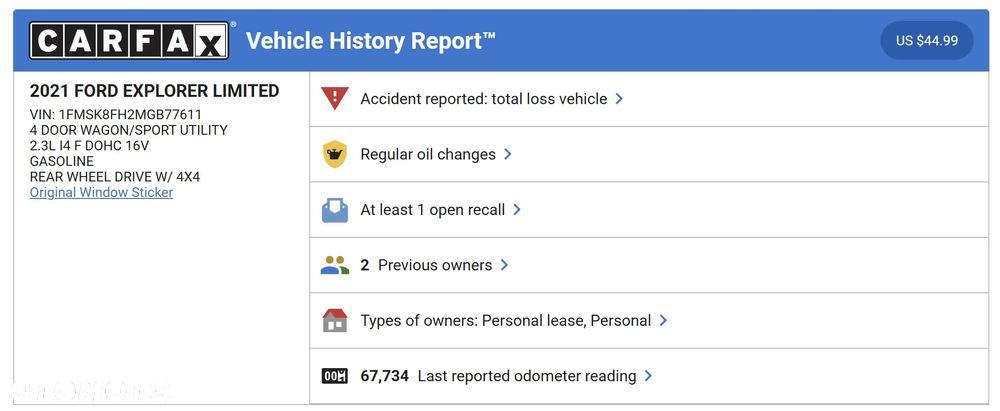 CARFAX® Vehicle History Report™
US $44.99
2021 FORD EXPLORER LIMITED
VIN: 1FMSK8FH2MGB77611
4 DOOR WAGON/SPORT UTILITY
2.3L I4 F DOHC 16V
GASOLINE
REAR WHEEL DRIVE W/ 4X4
Original Window Sticker
Accident reported: total loss vehicle
Regular oil changes
At least 1 open recall
2 Previous owners
Types of owners: Personal lease, Personal
67,734 Last reported odometer reading
OTOMOTO